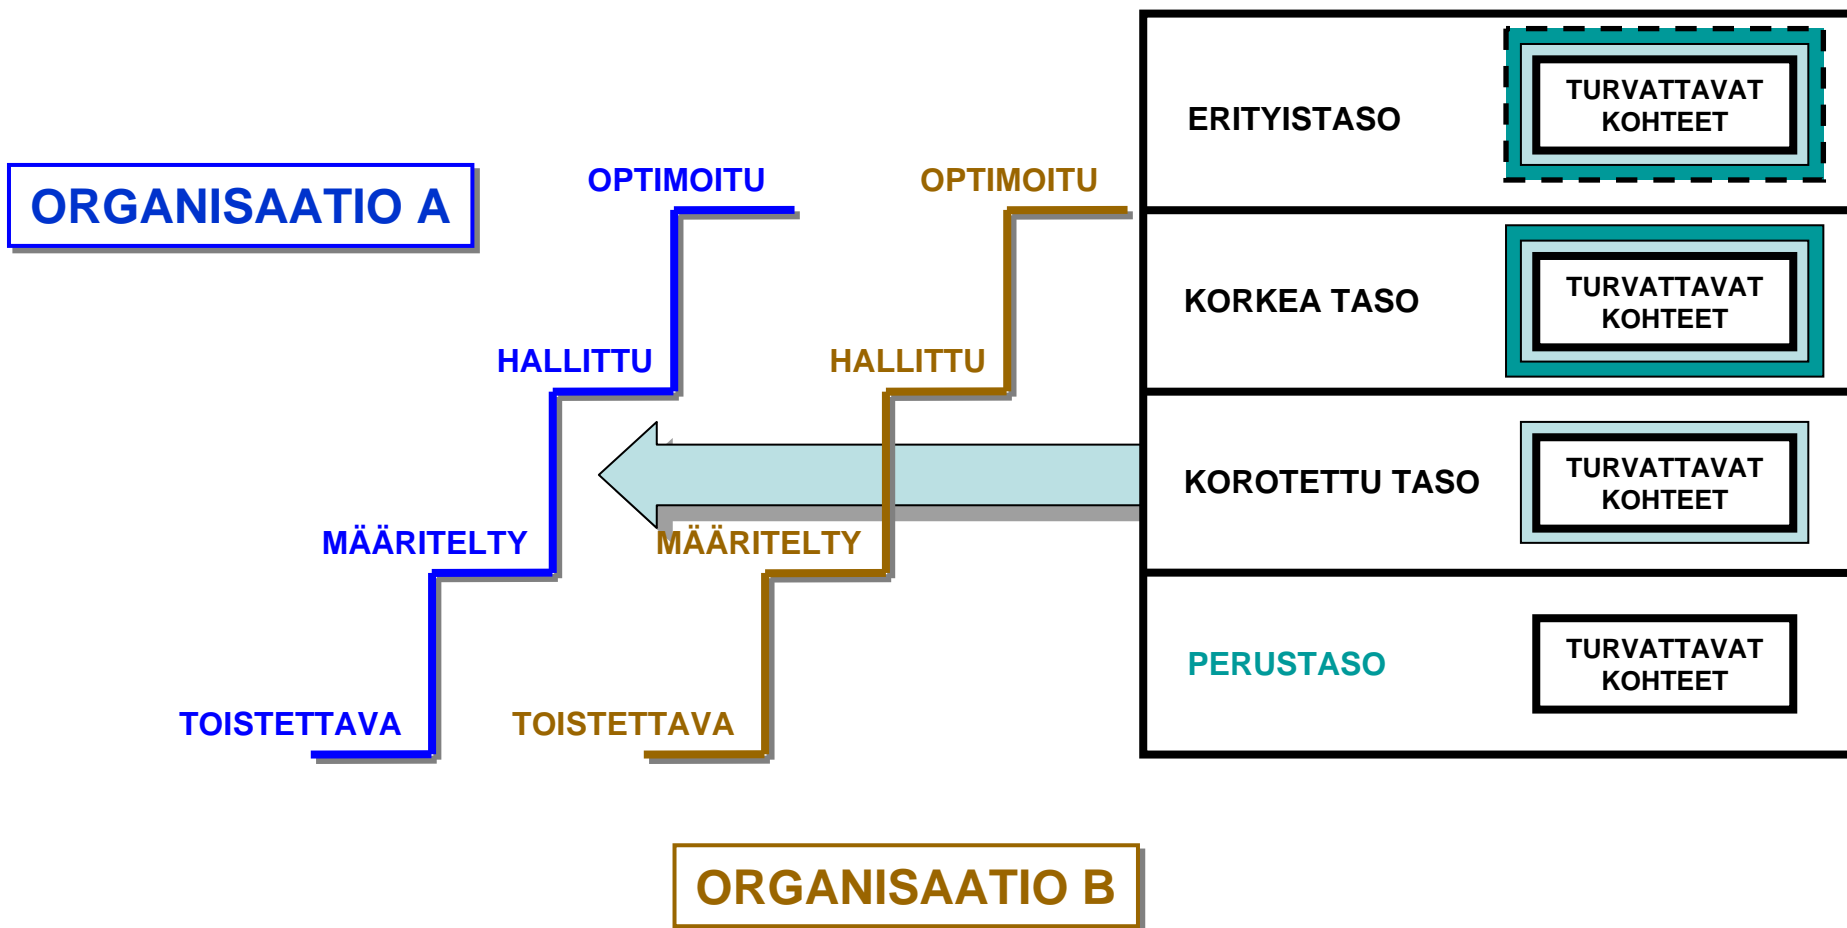 ORGANISAATIO A
OPTIMOITU
HALLITTU
MÄÄRITELTY
TOISTETTAVA
OPTIMOITU
HALLITTU
MÄÄRITELTY
TOISTETTAVA
ORGANISAATIO B
ERITYISTASO
TURVATTAVAT
KOHTEET
KORKEA TASO
TURVATTAVAT
KOHTEET
KOROTETTU TASO
TURVATTAVAT
KOHTEET
PERUSTASO
TURVATTAVAT
KOHTEET